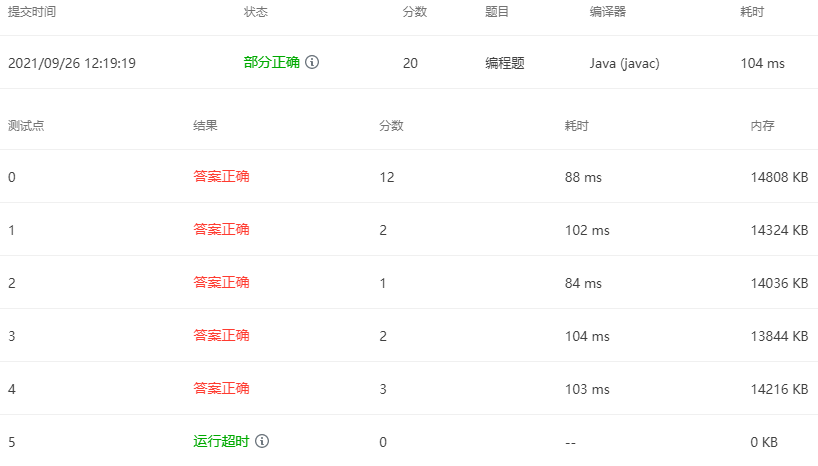 提交时间 状态 分数 题目 编译器 耗时
2021/09/26 12:19:19 部分正确 20 编程题 Java (javac) 104 ms
测试点 结果 分数 耗时 内存
0 答案正确 12 88 ms 14808 KB
1 答案正确 2 102 ms 14324 KB
2 答案正确 1 84 ms 14036 KB
3 答案正确 2 104 ms 13844 KB
4 答案正确 3 103 ms 14216 KB
5 运行超时 0 -- 0 KB